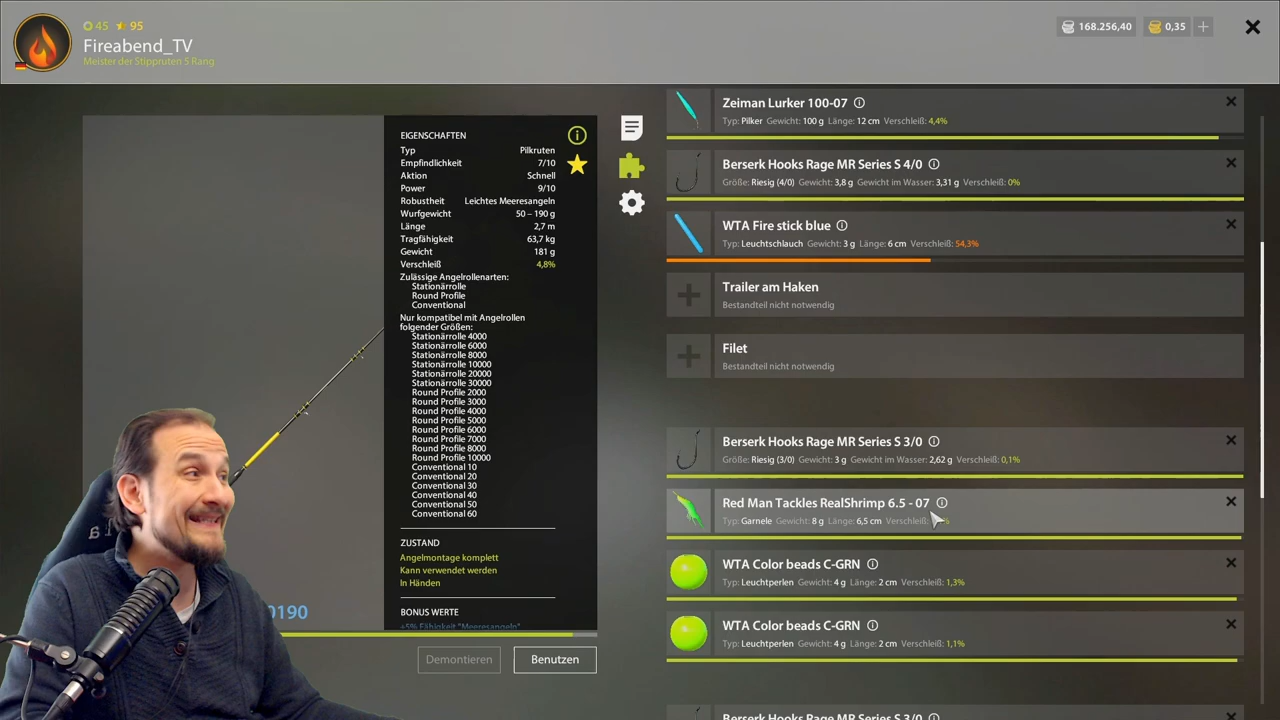 45 95
Fireabend_TV
Meister der Stippruten 5 Rang
168.256,40 0,35
EIGENSCHAFTEN
Typ Pilkruten
Empfindlichkeit 7/10
Aktion Schnell
Power 9/10
Robustheit Leichtes Meeresangeln
Wurfgewicht 50 – 190 g
Länge 2,7 m
Tragfähigkeit 63,7 kg
Gewicht 181 g
Verschleiß 4,8%
Zulässige Angelrollenarten:
Stationärrolle
Round Profile
Conventional
Nur kompatibel mit Angelrollen
folgender Größen:
Stationärrolle 4000
Stationärrolle 6000
Stationärrolle 8000
Stationärrolle 10000
Stationärrolle 20000
Stationärrolle 30000
Round Profile 2000
Round Profile 3000
Round Profile 4000
Round Profile 5000
Round Profile 6000
Round Profile 7000
Round Profile 8000
Round Profile 10000
Conventional 10
Conventional 20
Conventional 30
Conventional 40
Conventional 50
Conventional 60
ZUSTAND
Angelmontage komplett
Kann verwendet werden
In Händen
BONUS WERTE
+5% Fähigkeit "Meeresangeln"
0190
Demontieren Benutzen
Zeiman Lurker 100-07
Typ: Pilker Gewicht: 100 g Länge: 12 cm Verschleiß: 4,4%
Berserk Hooks Rage MR Series S 4/0
Größe: Riesig (4/0) Gewicht: 3,8 g Gewicht im Wasser: 3,31 g Verschleiß: 0%
WTA Fire stick blue
Typ: Leuchtschlauch Gewicht: 3 g Länge: 6 cm Verschleiß: 54,3%
Trailer am Haken
Bestandteil nicht notwendig
Filet
Bestandteil nicht notwendig
Berserk Hooks Rage MR Series S 3/0
Größe: Riesig (3/0) Gewicht: 3 g Gewicht im Wasser: 2,62 g Verschleiß: 0,1%
Red Man Tackles RealShrimp 6.5 - 07
Typ: Garnele Gewicht: 8 g Länge: 6,5 cm Verschleiß: %
WTA Color beads C-GRN
Typ: Leuchtperlen Gewicht: 4 g Länge: 2 cm Verschleiß: 1,3%
WTA Color beads C-GRN
Typ: Leuchtperlen Gewicht: 4 g Länge: 2 cm Verschleiß: 1,1%
Berserk Hooks Rage MR Series S 3/0